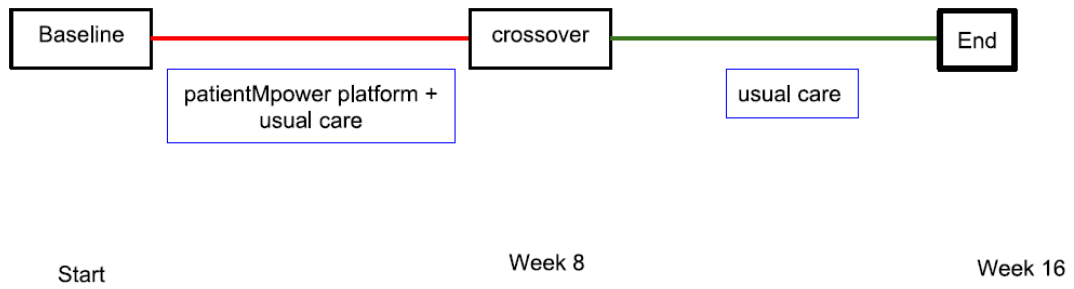 Baseline
crossover
End
patientMpower platform +
usual care
usual care
Start
Week 8
Week 16